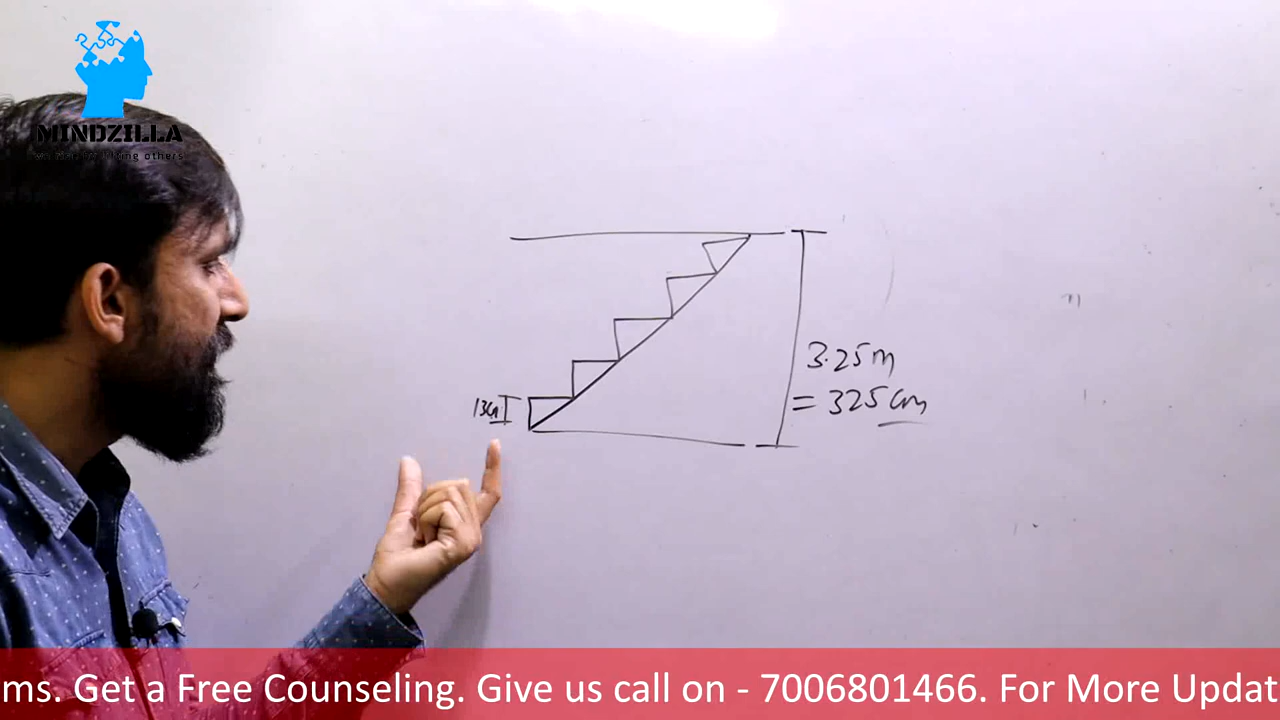 MINDZILLA
13cm
3.25m
= 325 cm
ms. Get a Free Counseling. Give us call on - 7006801466. For More Updat